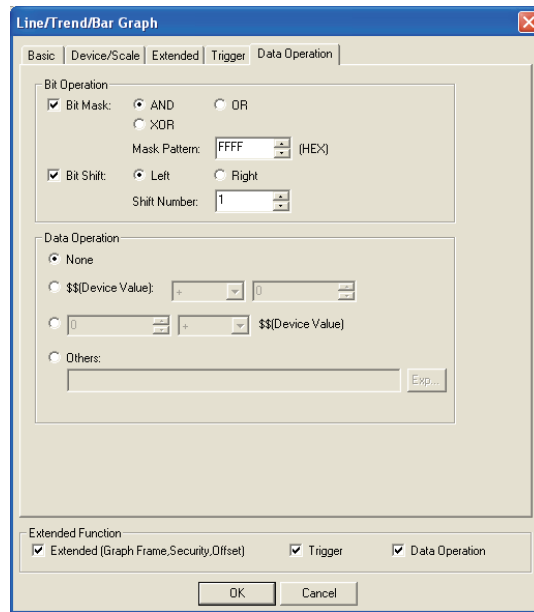 Line/Trend/Bar Graph
Basic Device/Scale Extended Trigger Data Operation
Bit Operation
Bit Mask: AND OR
XOR
Mask Pattern: FFFF (HEX)
Bit Shift: Left Right
Shift Number: 1
Data Operation
None
$$(Device Value): + 0
0 + $$(Device Value)
Others:
Exp...
Extended Function
Extended (Graph Frame,Security,Offset) Trigger Data Operation
OK Cancel